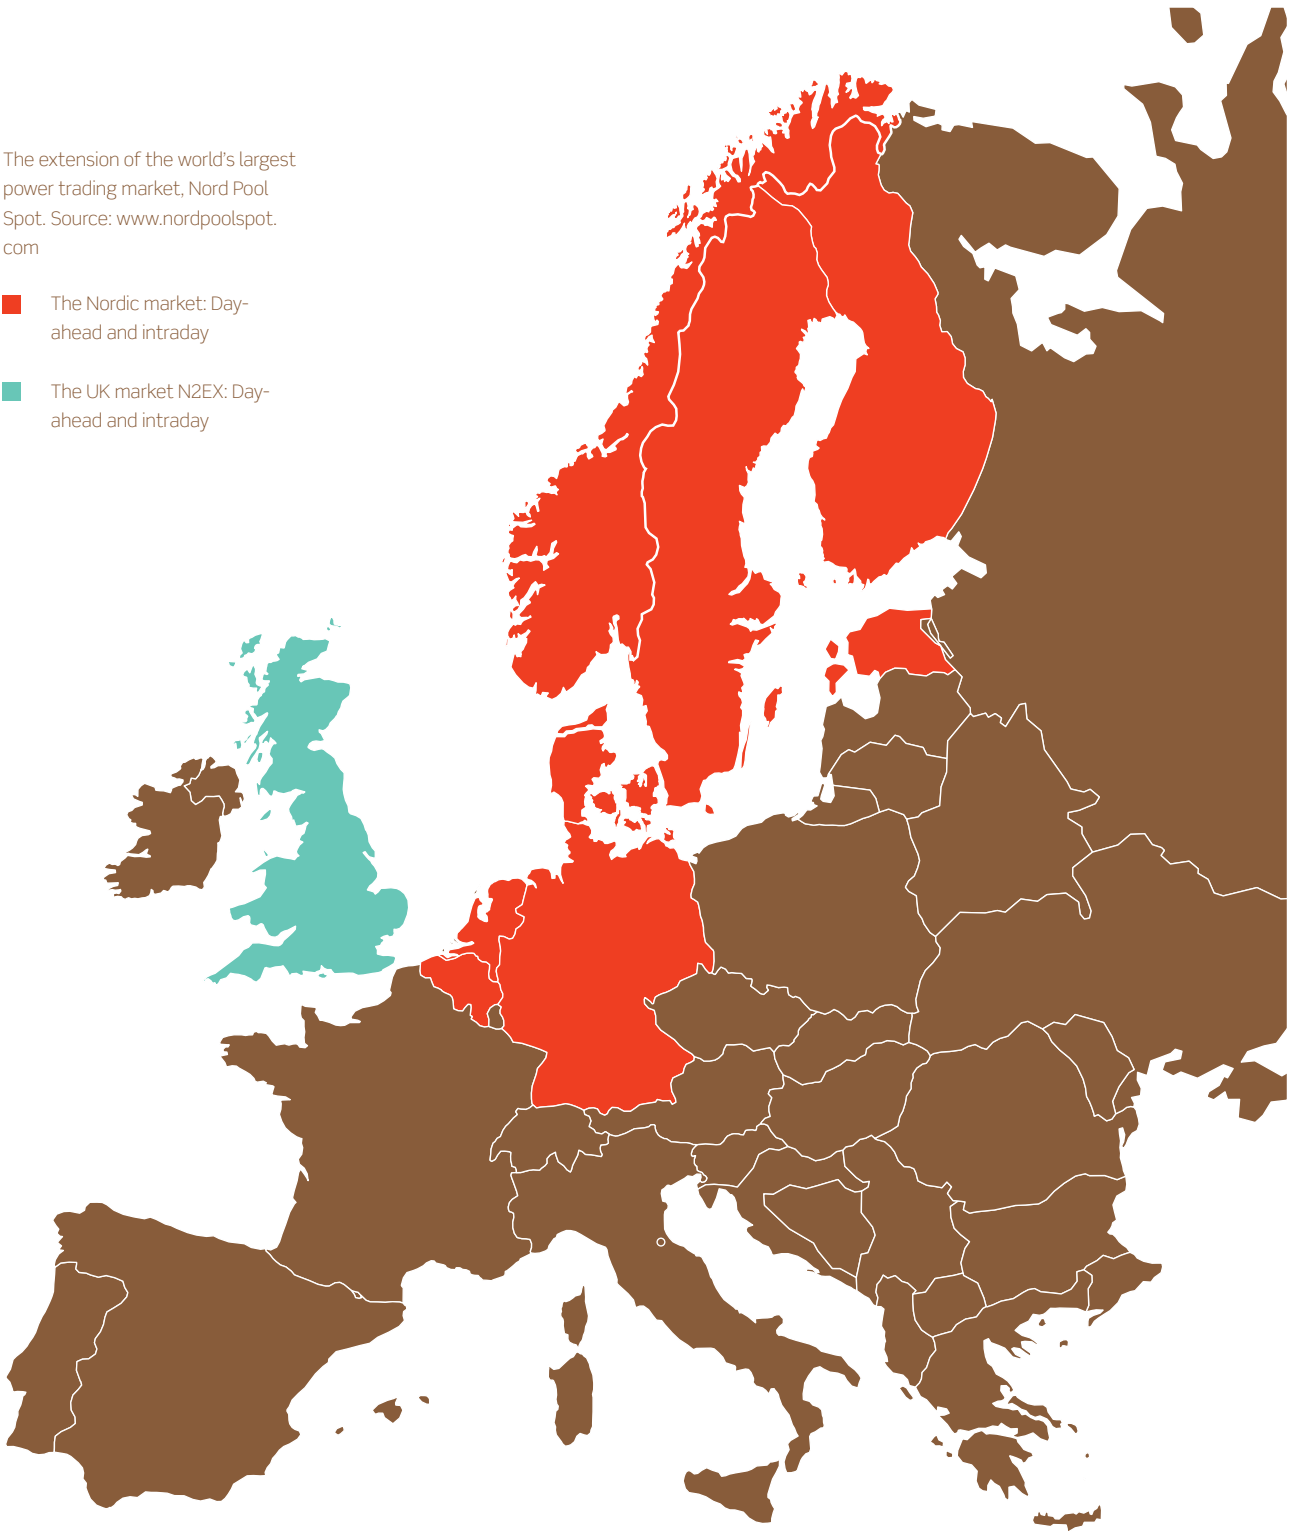 The extension of the world's largest
power trading market, Nord Pool
Spot. Source: www.nordpoolspot.
com
The Nordic market: Day-
ahead and intraday
The UK market N2EX: Day-
ahead and intraday